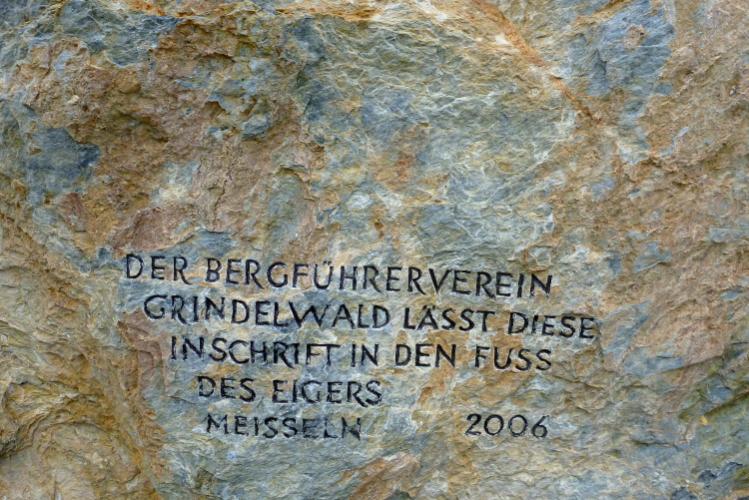 DER BERGFÜHRERVEREIN
GRINDELWALD LÄSST DIESE
INSCHRIFT IN DEN FUSS
DES EIGERS
MEISSELN 2006